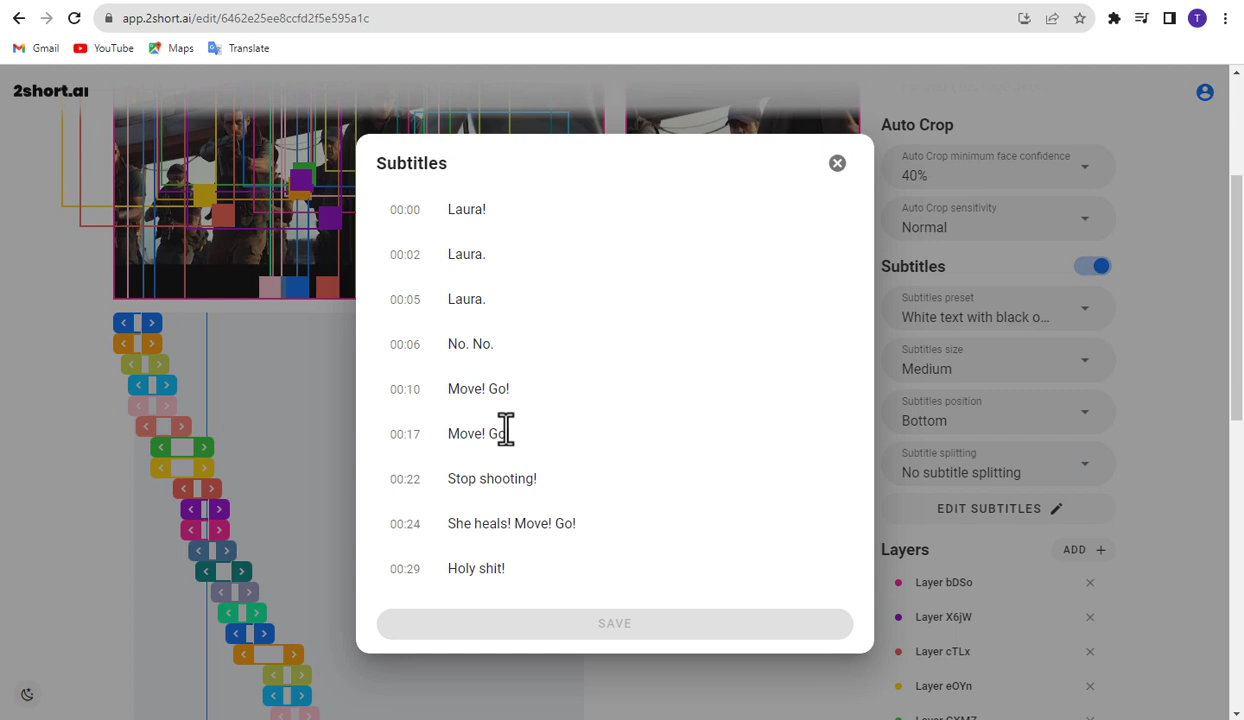 app.2short.ai/edit/6462e25ee8ccfd2f5e595a1c
T
Gmail YouTube Maps Translate
2short.ai
Subtitles
00:00 Laura!
00:02 Laura.
00:05 Laura.
00:06 No. No.
00:10 Move! Go!
00:17 Move! Go
00:22 Stop shooting!
00:24 She heals! Move! Go!
00:29 Holy shit!
SAVE
Auto Crop
Auto Crop minimum face confidence
40%
Auto Crop sensitivity
Normal
Subtitles
Subtitles preset
White text with black o...
Subtitles size
Medium
Subtitles position
Bottom
Subtitle splitting
No subtitle splitting
EDIT SUBTITLES
Layers ADD +
Layer bDSo
Layer X6jW
Layer cTLx
Layer eOYn